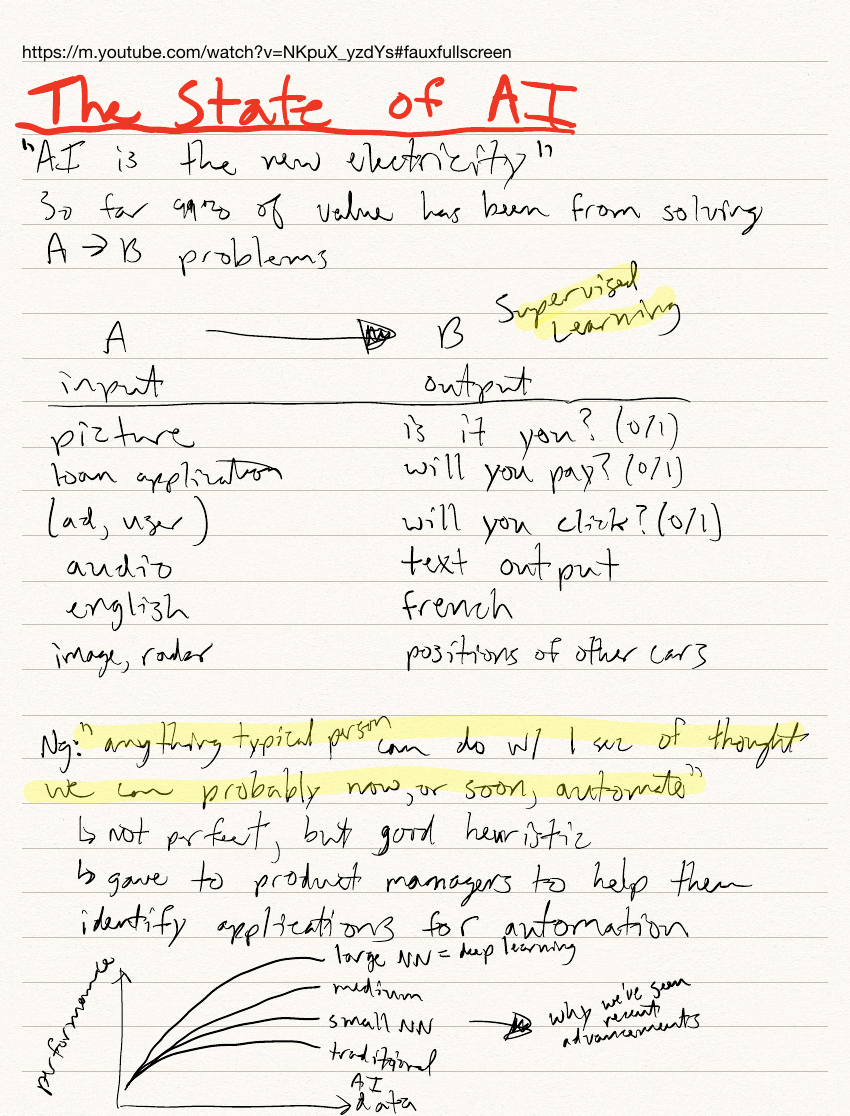 https://m.youtube.com/watch?v=NKpuX_yzdYs#fauxfullscreen
The State of AI
"AI is the new electricity"
So far 99% of value has been from solving
A → B problems
Supervised
Learning
A → B
input output
picture is it you? (0/1)
loan application will you pay? (0/1)
(ad, user) will you click? (0/1)
audio text output
english french
image, radar positions of other cars
Ng: "anything typical person can do w/ 1 sec of thought
we can probably now, or soon, automate"
↳ not perfect, but good heuristic
↳ gave to product managers to help them
identify applications for automation
large NN = deep learning
medium
small NN → why we've seen
recent
advancements
traditional
AI
performance
data